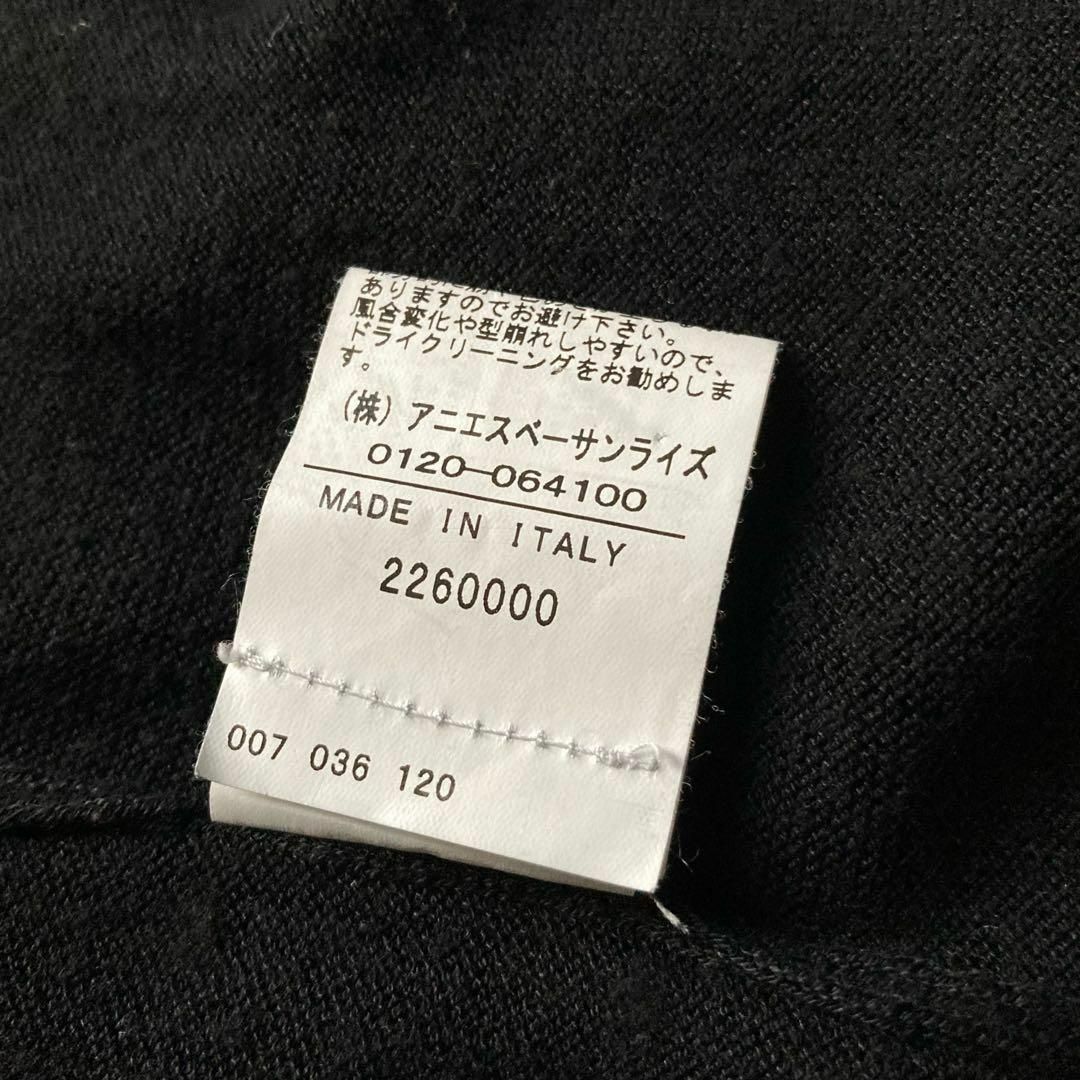 ありますのでお避け下さい。
風合変化や型崩れしやすいので、
ドライクリーニングをお勧めしま
す。
(株) アニエスベーサンライズ
0120-064100
MADE IN ITALY
2260000
007 036 120